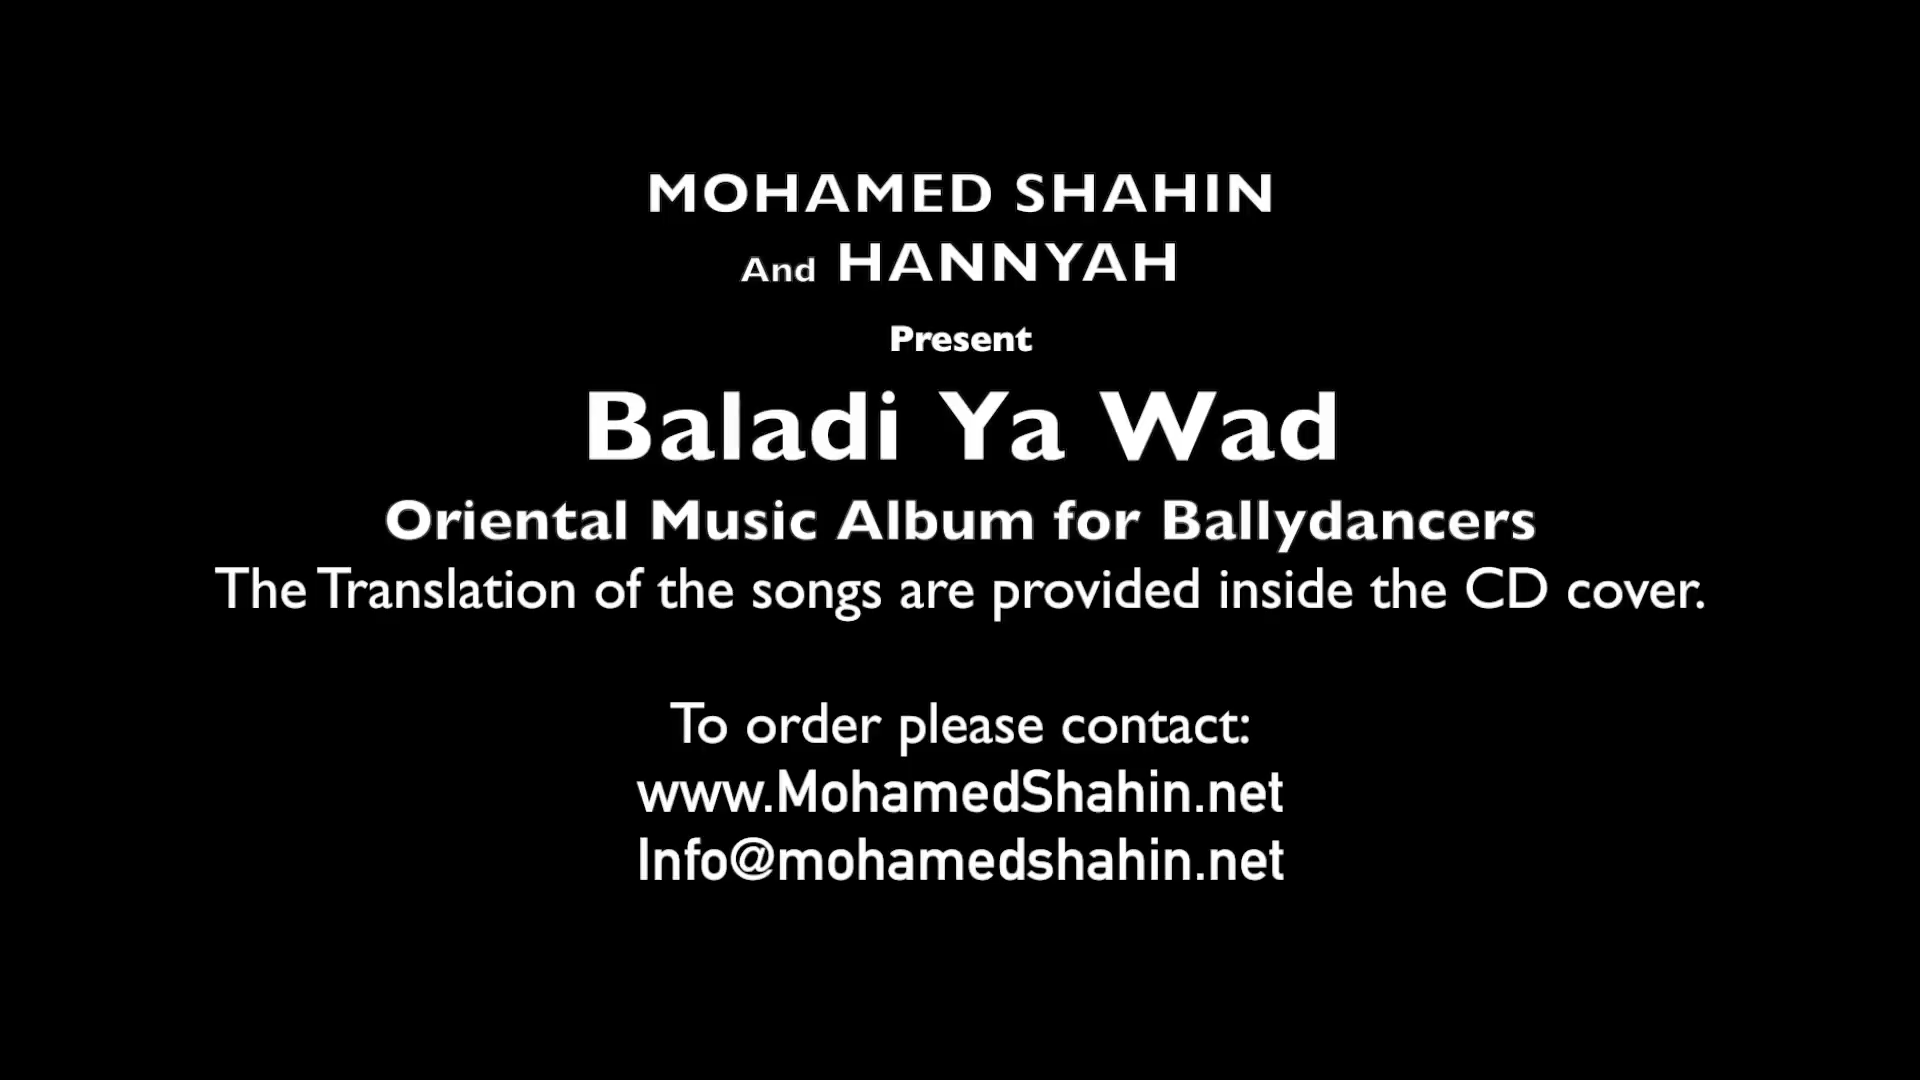 MOHAMED SHAHIN
And HANNYAH
Present
Baladi Ya Wad
Oriental Music Album for Ballydancers
The Translation of the songs are provided inside the CD cover.
To order please contact:
www.MohamedShahin.net
Info@mohamedshahin.net